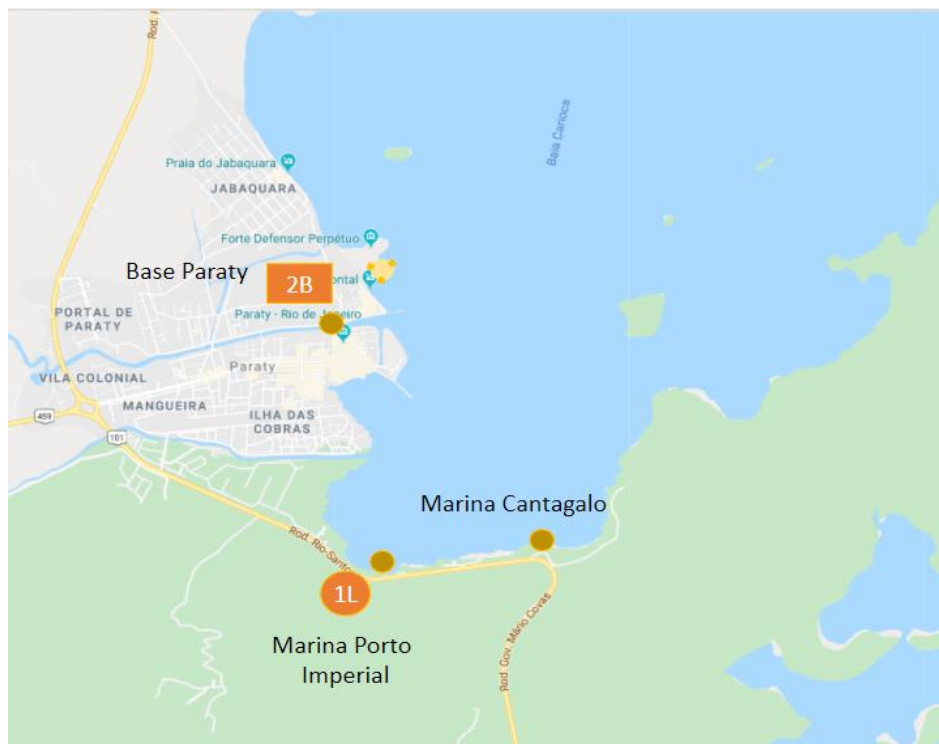 Rod. R
Baía Carioca
Praia do Jabaquara
JABAQUARA
Forte Defensor Perpétuo
Base Paraty
2B
ontal
PORTAL DE
PARATY
Paraty - Rio de Janeiro
Paraty
VILA COLONIAL
MANGUEIRA
ILHA DAS
COBRAS
459
101
Marina Cantagalo
Rod. Rio-Santos
1L
Rod. Gov. Mário Covas
Marina Porto
Imperial